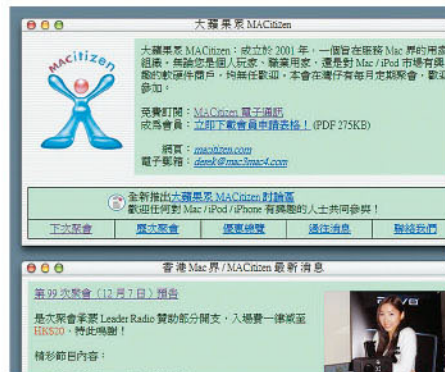 大蘋果眾 MACitizen
MACitizen
大蘋果眾 MACitizen：成立於 2001 年，一個旨在服務 Mac 界的用家
組織，無論您是個人玩家、職業用家，還是對 Mac / iPod 市場有興
趣的軟硬件商戶，均無任歡迎。本會在灣仔有每月定期聚會，歡迎
參加。
免費訂閱：MACitizen 電子通訊
成為會員：立即下載會員申請表格！(PDF 275KB)
網頁：macitizen.com
電子郵箱：derek@mac3mac4.com
全新推出大蘋果眾 MACitizen 討論區
歡迎任何對 Mac / iPod / iPhone 有興趣的人士共同參與！
下次聚會 歷次聚會 優惠總覽 通往消息 聯絡我們
香港 Mac 界 / MACitizen 最新消息
第 99 次聚會（12 月 7 日）預告
是次聚會承蒙 Leader Radio 贊助部分開支，入場費一律減至
HK$20，特此鳴謝！
精彩節目內容：